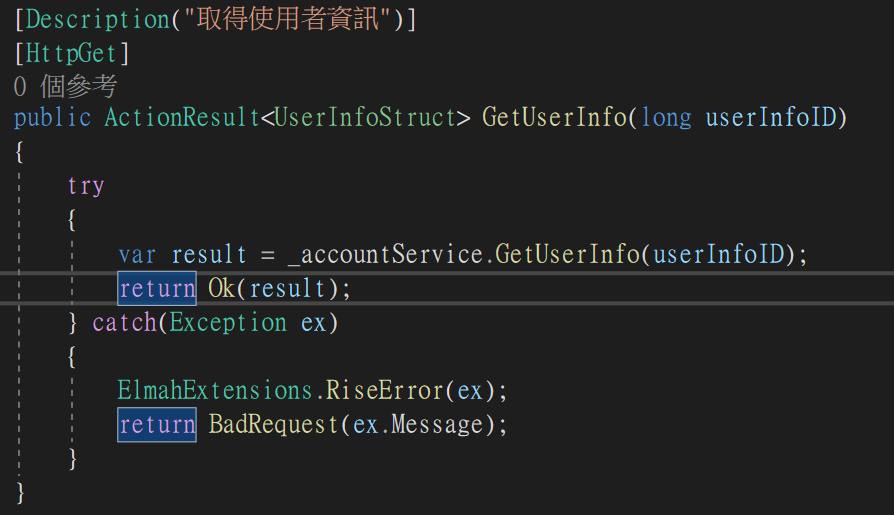 [Description("取得使用者資訊")]
[HttpGet]
0 個參考
public ActionResult<UserInfoStruct> GetUserInfo(long userInfoID)
{
try
{
var result = _accountService.GetUserInfo(userInfoID);
return Ok(result);
} catch(Exception ex)
{
ElmahExtensions.RiseError(ex);
return BadRequest(ex.Message);
}
}